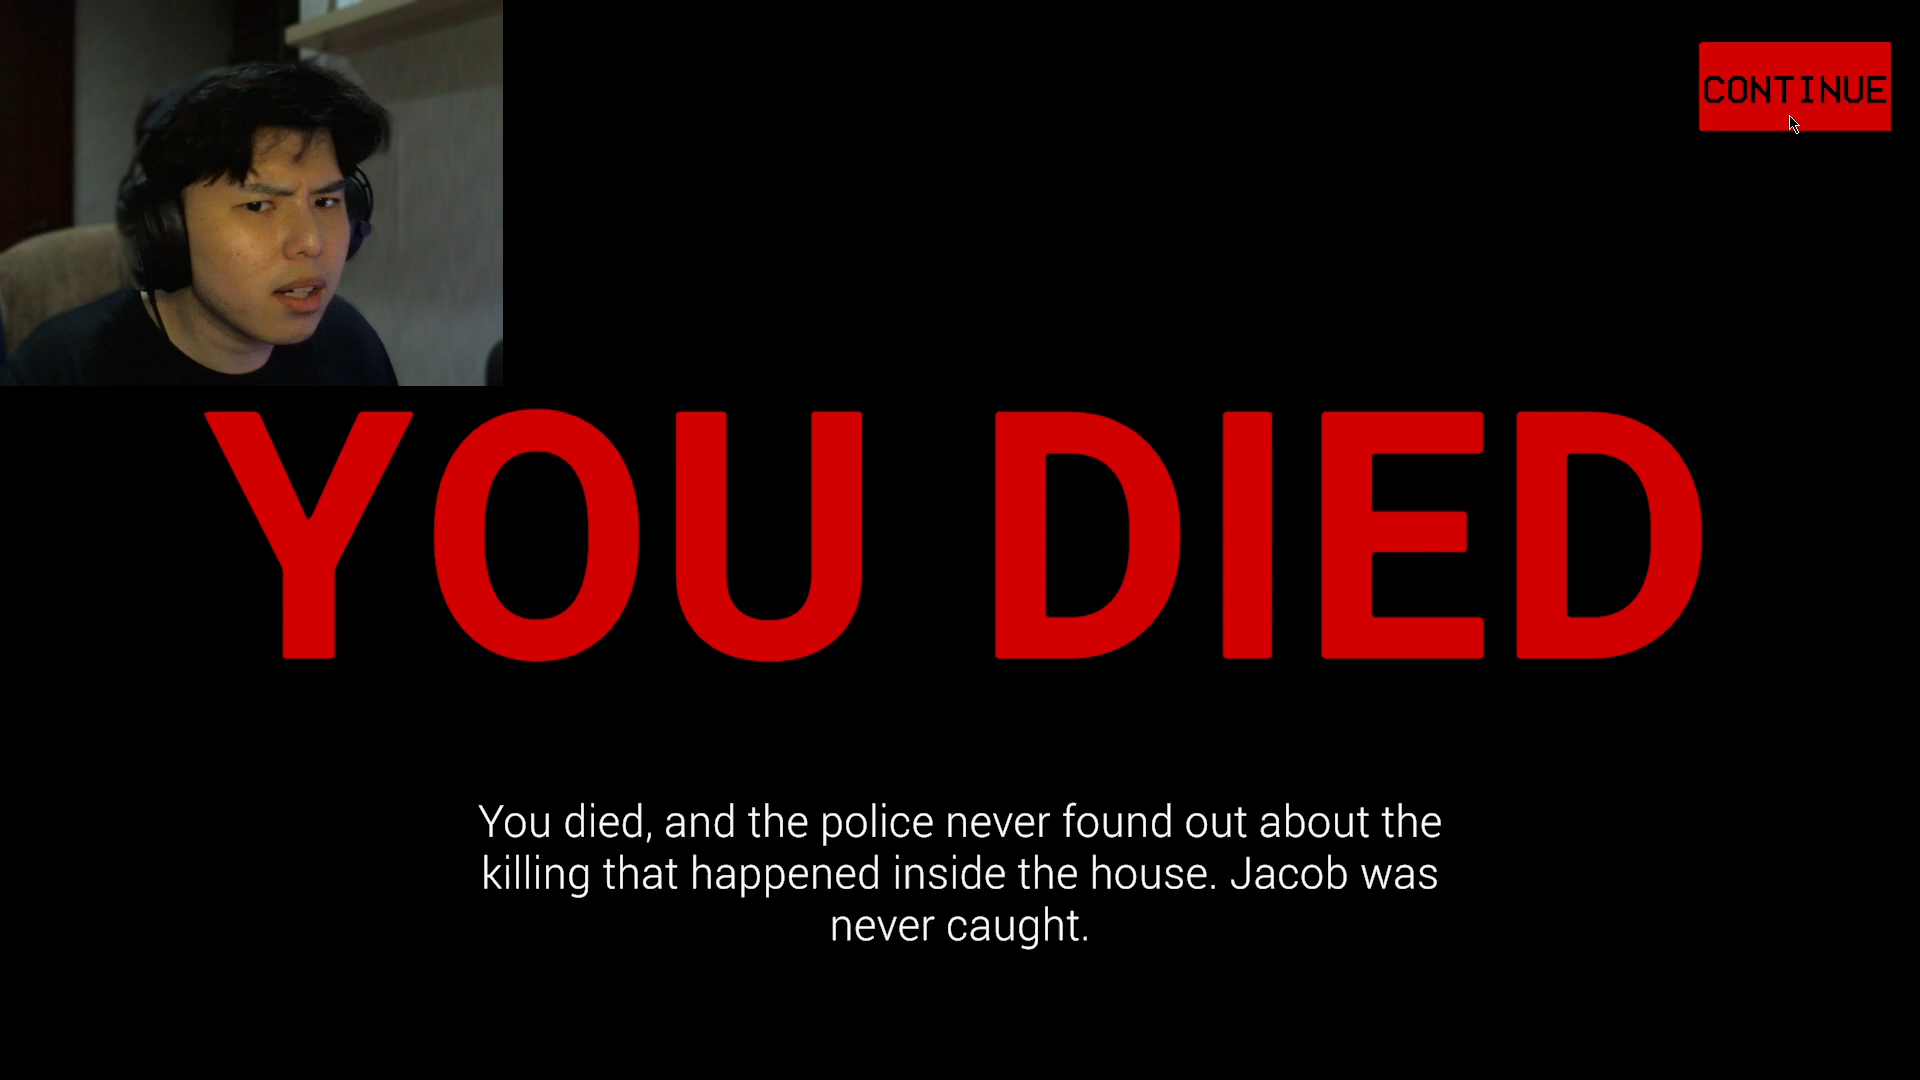 CONTINUE
YOU DIED
You died, and the police never found out about the
killing that happened inside the house. Jacob was
never caught.